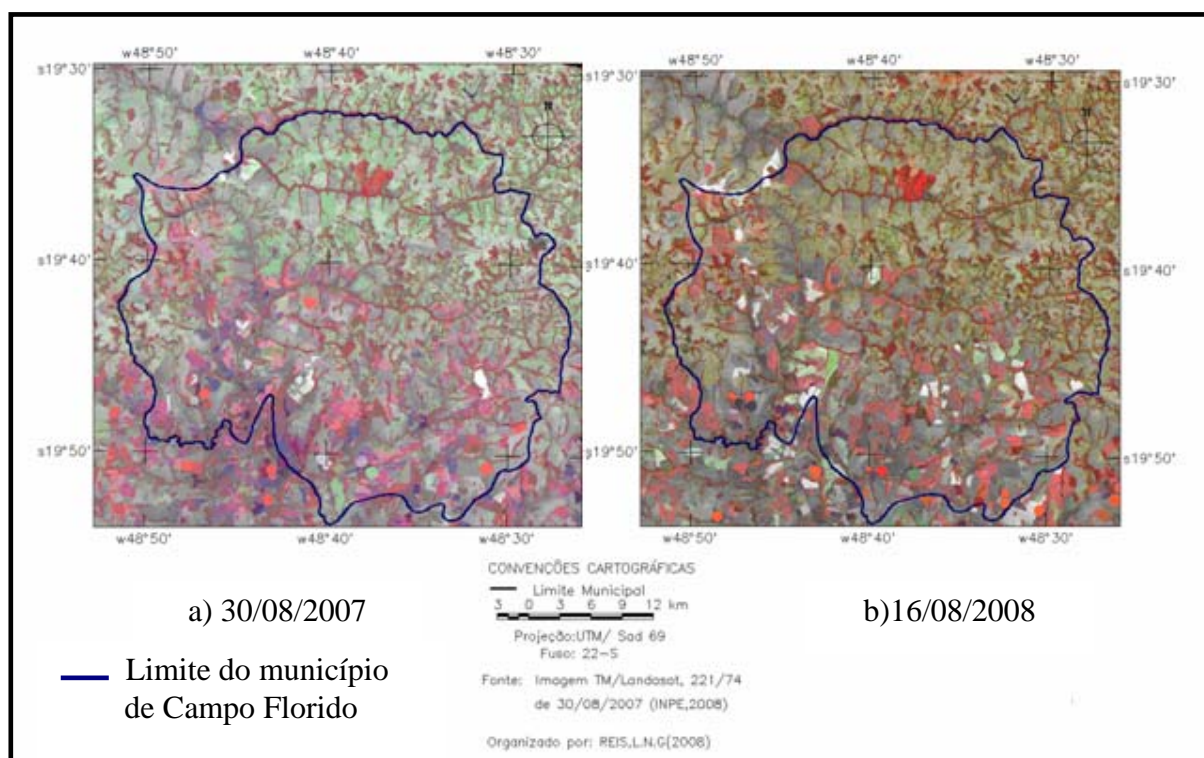 w48°50' w48°40' w48°30'
w48°50' w48°40' w48°30'
s19°30' s19°30'
s19°30'
N N
s19°40' s19°40' s19°40'
s19°50' s19°50' s19°50'
w48°50' w48°40' w48°30'
w48°50' w48°40' w48°30'
CONVENÇÕES CARTOGRÁFICAS
Limite Municipal
3 0 3 6 9 12 km
Projeção:UTM/ Sad 69
Fuso: 22-S
Fonte: Imagem TM/Landsat, 221/74
de 30/08/2007 (INPE,2008)
Organizado por: REIS,L.N.G(2008)
a) 30/08/2007
b)16/08/2008
Limite do município
de Campo Florido